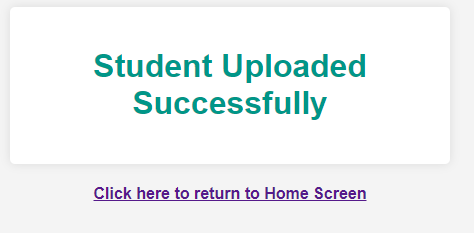 Student Uploaded
Successfully
Click here to return to Home Screen